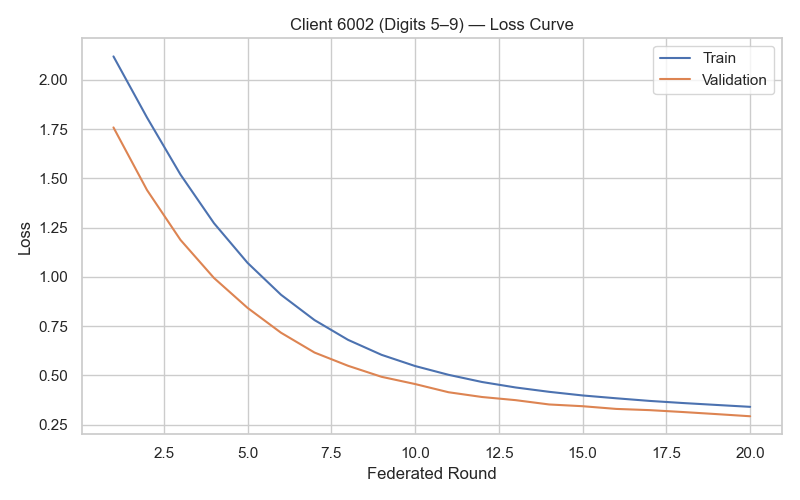 Client 6002 (Digits 5–9) — Loss Curve
Train
Validation
2.00
1.75
1.50
1.25
1.00
0.75
0.50
0.25
Loss
2.5 5.0 7.5 10.0 12.5 15.0 17.5 20.0
Federated Round